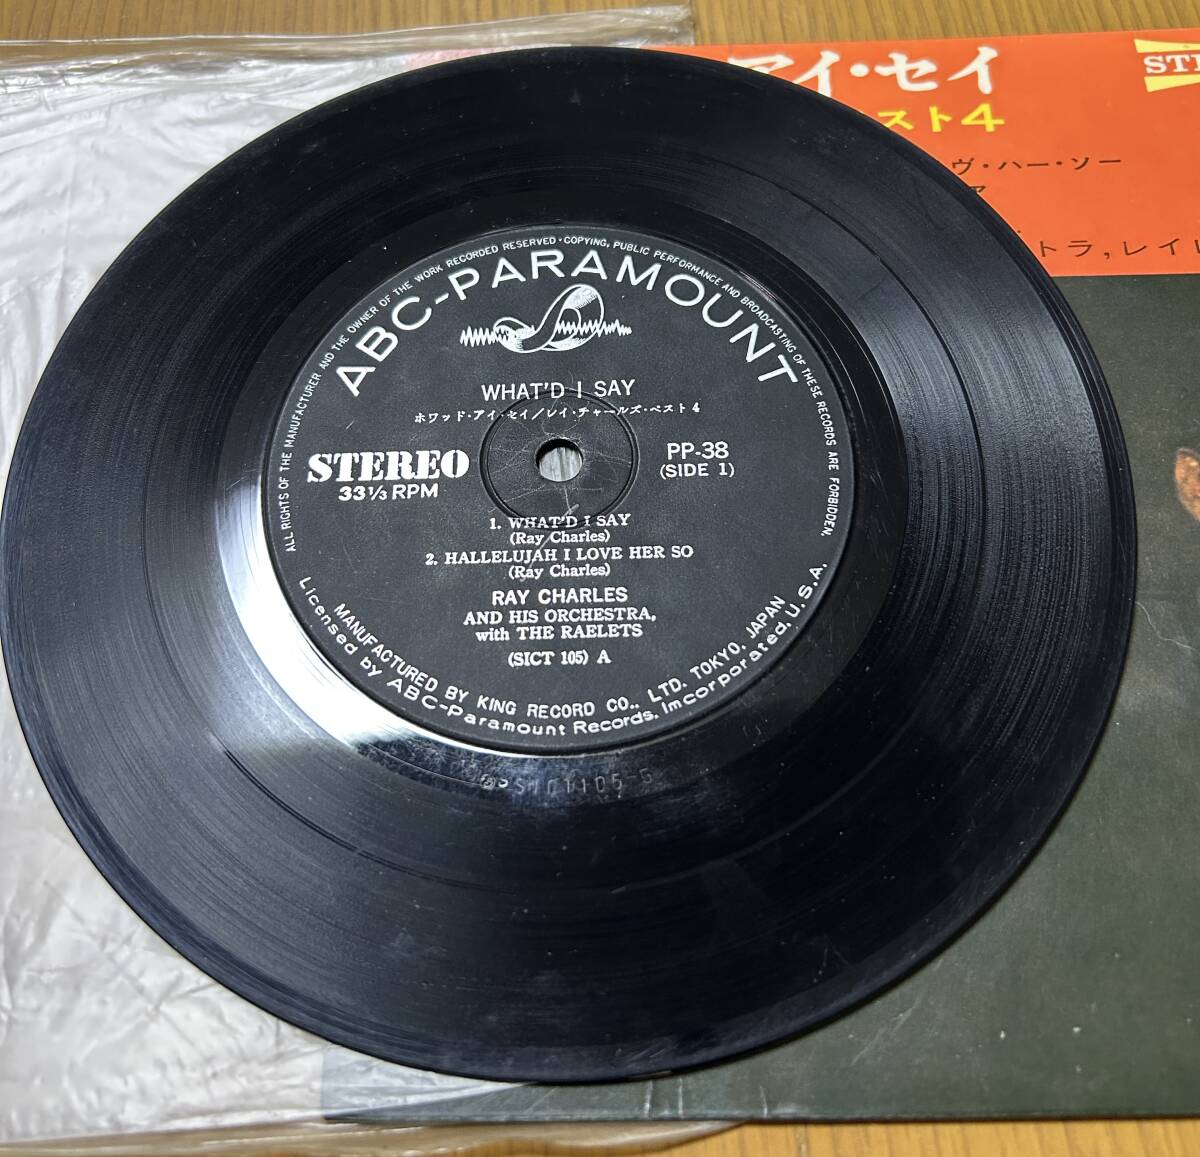 アイ・セイ
スト4
ヴ・ハー・ソー
トラ,レイ
ALL RIGHTS OF THE MANUFACTURER AND THE OWNER OF THE WORK RECORDED RESERVED・COPYING, PUBLIC PERFORMANCE AND BROADCASTING OF THESE RECORDS ARE FORBIDDEN.
ABC-PARAMOUNT
WHAT'D I SAY
ホワッド・アイ・セイ/レイ・チャールズ・ベスト4
STEREO
33 1/3 RPM
PP-38
(SIDE 1)
1. WHAT'D I SAY
(Ray Charles)
2. HALLELUJAH I LOVE HER SO
(Ray Charles)
RAY CHARLES
AND HIS ORCHESTRA,
with THE RAELETS
(SICT 105) A
MANUFACTURED BY KING RECORD CO., LTD. TOKYO, JAPAN
Licensed by ABC-Paramount Records, Imcorporated, U.S.A.